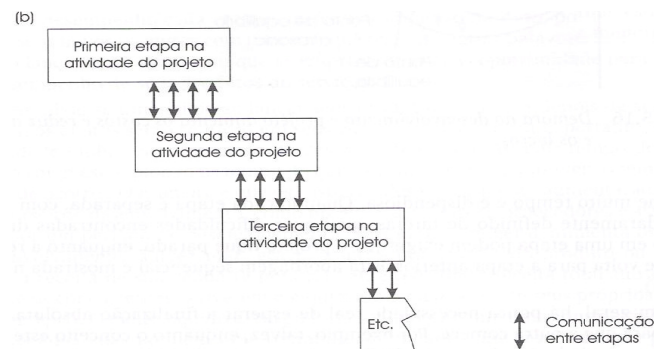 (b)
Primeira etapa na
atividade do projeto
Segunda etapa na
atividade do projeto
Terceira etapa na
atividade do projeto
Etc.
Comunicação
entre etapas